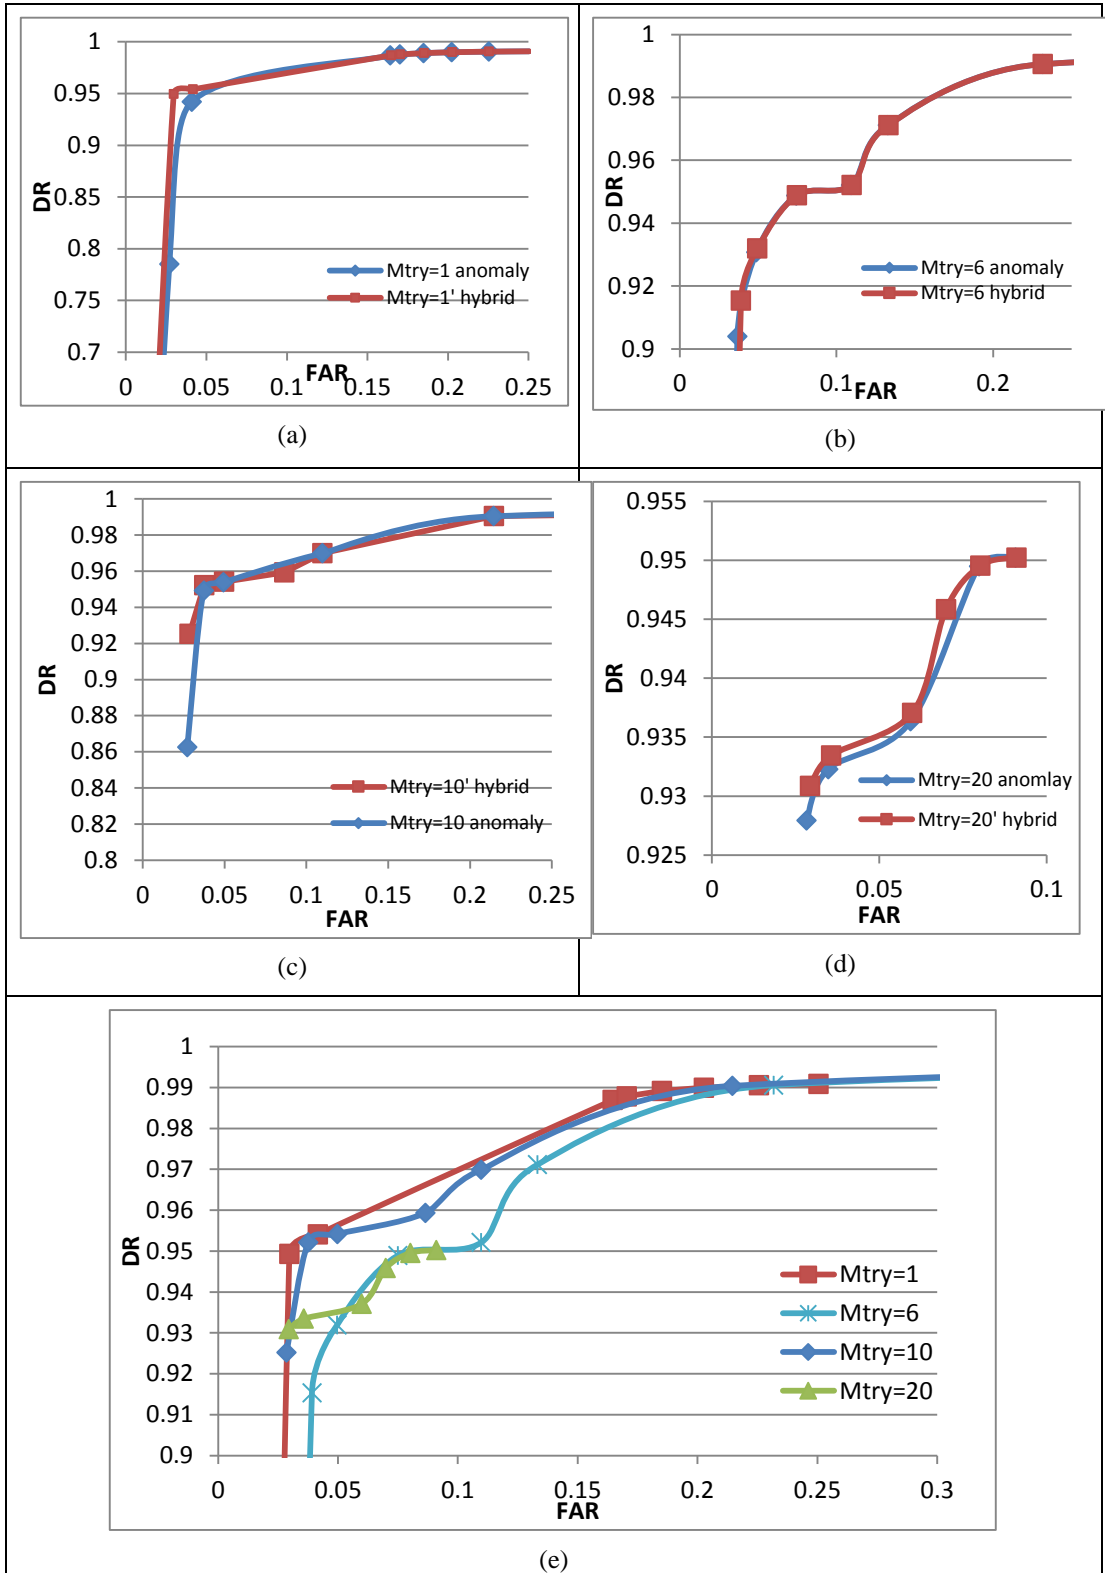 1
0.95
0.9
0.85
0.8
0.75
0.7
DR
Mtry=1 anomaly
Mtry=1' hybrid
0 0.05 0.1 0.15 0.2 0.25
FAR
(a)
1
0.98
0.96
0.94
0.92
0.9
DR
Mtry=6 anomaly
Mtry=6 hybrid
0 0.1 0.2
FAR
(b)
1
0.98
0.96
0.94
0.92
0.9
0.88
0.86
0.84
0.82
0.8
DR
Mtry=10' hybrid
Mtry=10 anomaly
0 0.05 0.1 0.15 0.2 0.25
FAR
(c)
0.955
0.95
0.945
0.94
0.935
0.93
0.925
DR
Mtry=20 anomlay
Mtry=20' hybrid
0 0.05 0.1
FAR
(d)
1
0.99
0.98
0.97
0.96
0.95
0.94
0.93
0.92
0.91
0.9
DR
Mtry=1
Mtry=6
Mtry=10
Mtry=20
0 0.05 0.1 0.15 0.2 0.25 0.3
FAR
(e)